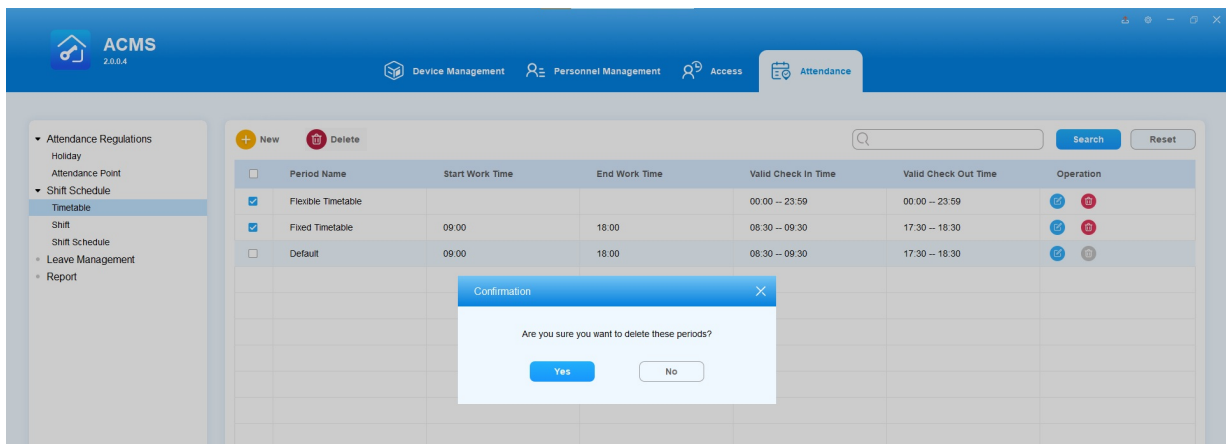 ACMS
2.0.0.4
Device Management Personnel Management Access Attendance
Attendance Regulations
Holiday
Attendance Point
Shift Schedule
Timetable
Shift
Shift Schedule
Leave Management
Report
New Delete Search Reset
Period Name Start Work Time End Work Time Valid Check In Time Valid Check Out Time Operation
Flexible Timetable 00:00 -- 23:59 00:00 -- 23:59
Fixed Timetable 09:00 18:00 08:30 -- 09:30 17:30 -- 18:30
Default 09:00 18:00 08:30 -- 09:30 17:30 -- 18:30
Confirmation
Are you sure you want to delete these periods?
Yes No